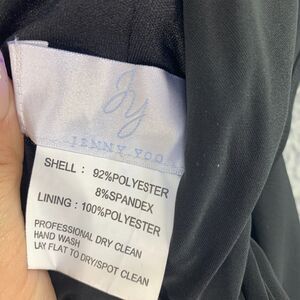 JY
JENNY YOO
SHELL : 92%POLYESTER
8%SPANDEX
LINING : 100%POLYESTER
PROFESSIONAL DRY CLEAN
HAND WASH
LAY FLAT TO DRY/SPOT CLEAN